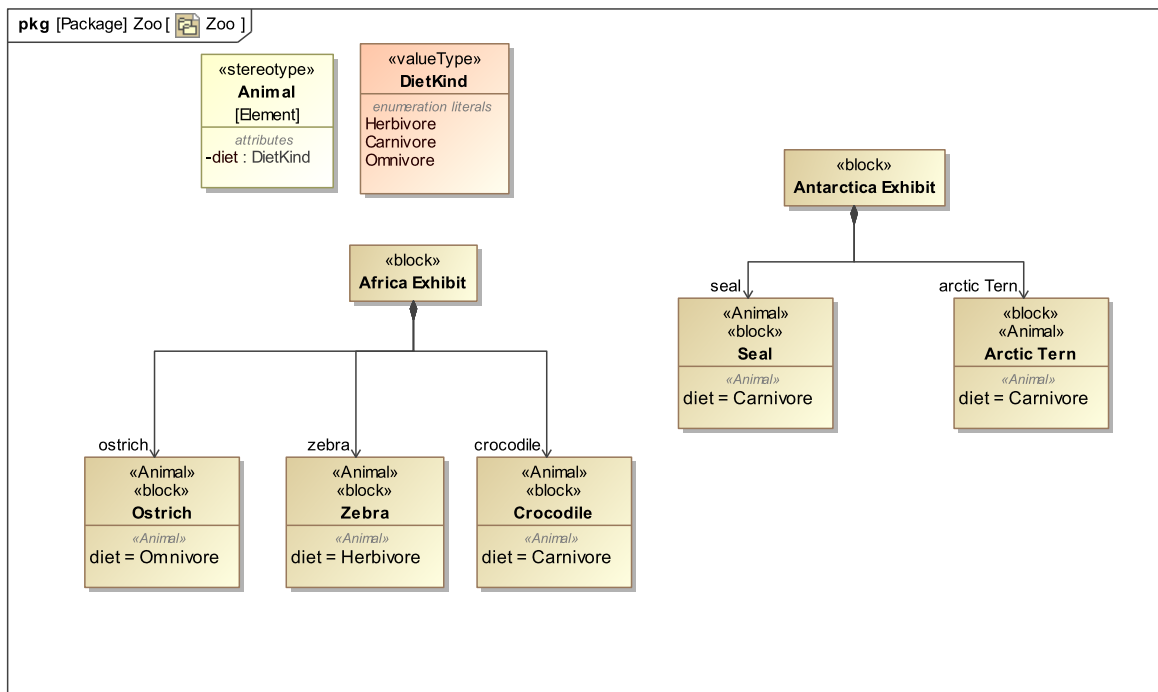 pkg [Package] Zoo [ Zoo ]
«stereotype»
Animal
[Element]
attributes
-diet : DietKind
«valueType»
DietKind
enumeration literals
Herbivore
Carnivore
Omnivore
«block»
Antarctica Exhibit
«block»
Africa Exhibit
seal
arctic Tern
«Animal»
«block»
Seal
«Animal»
diet = Carnivore
«block»
«Animal»
Arctic Tern
«Animal»
diet = Carnivore
ostrich
zebra
crocodile
«Animal»
«block»
Ostrich
«Animal»
diet = Omnivore
«Animal»
«block»
Zebra
«Animal»
diet = Herbivore
«Animal»
«block»
Crocodile
«Animal»
diet = Carnivore